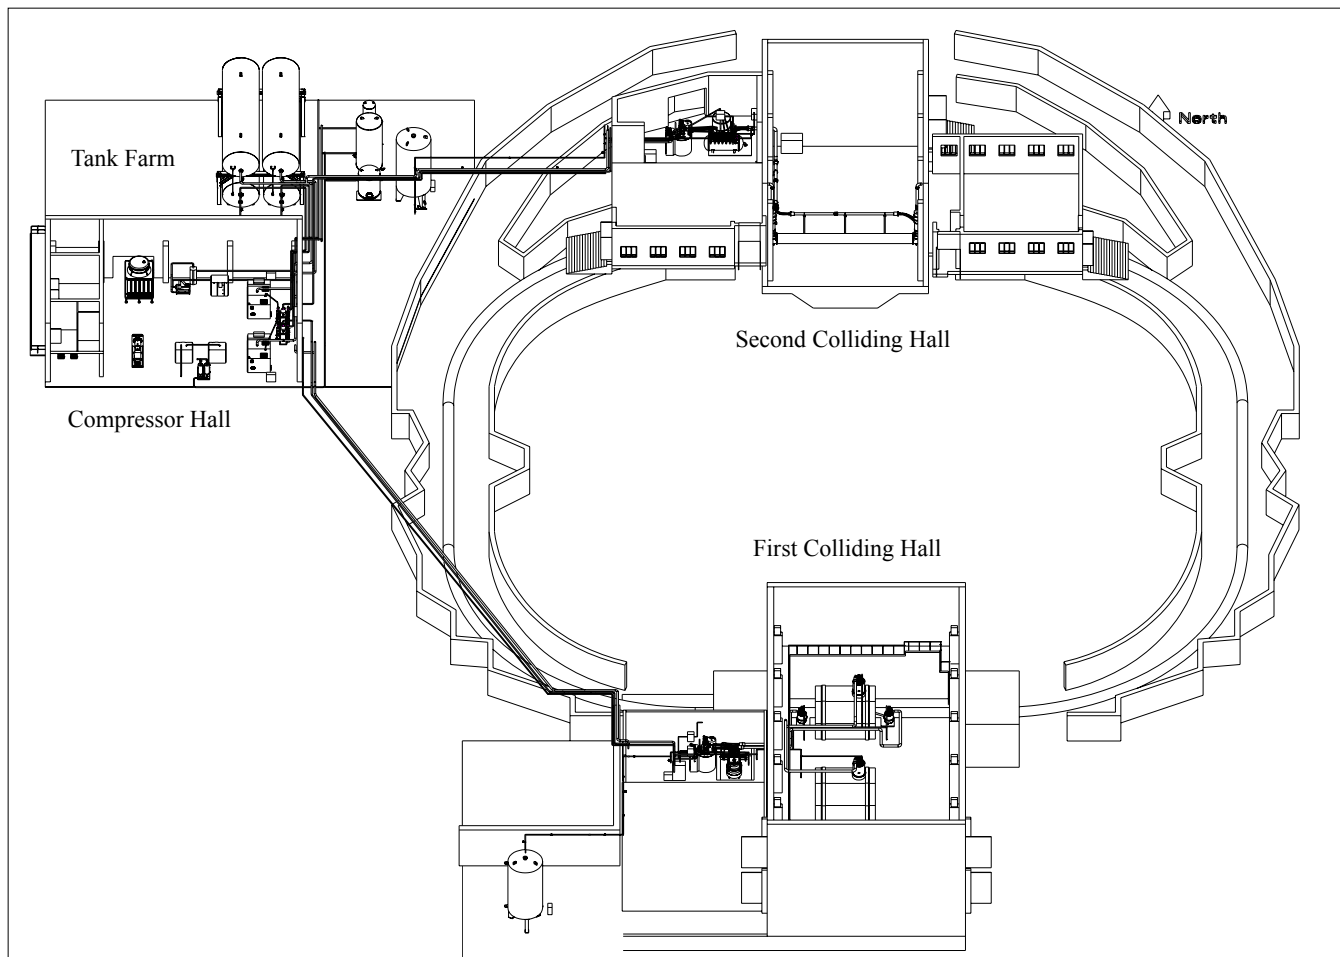 North
Tank Farm
Second Colliding Hall
Compressor Hall
First Colliding Hall